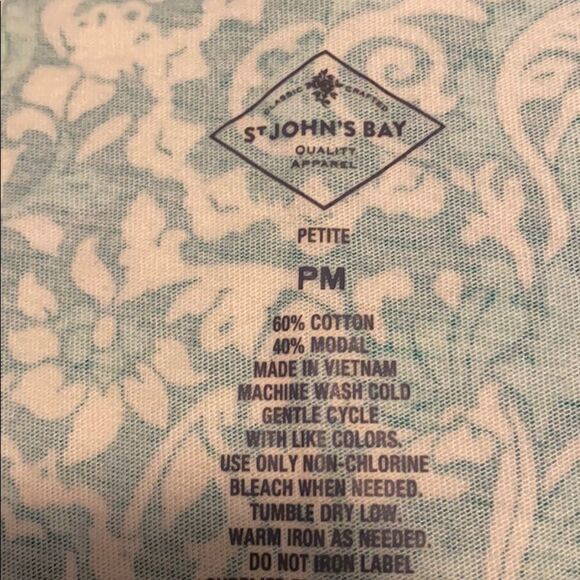 CLASSIC CRAFTED
ST JOHN'S BAY
QUALITY
APPAREL
PETITE
PM
60% COTTON
40% MODAL
MADE IN VIETNAM
MACHINE WASH COLD
GENTLE CYCLE
WITH LIKE COLORS.
USE ONLY NON-CHLORINE
BLEACH WHEN NEEDED.
TUMBLE DRY LOW.
WARM IRON AS NEEDED.
DO NOT IRON LABEL